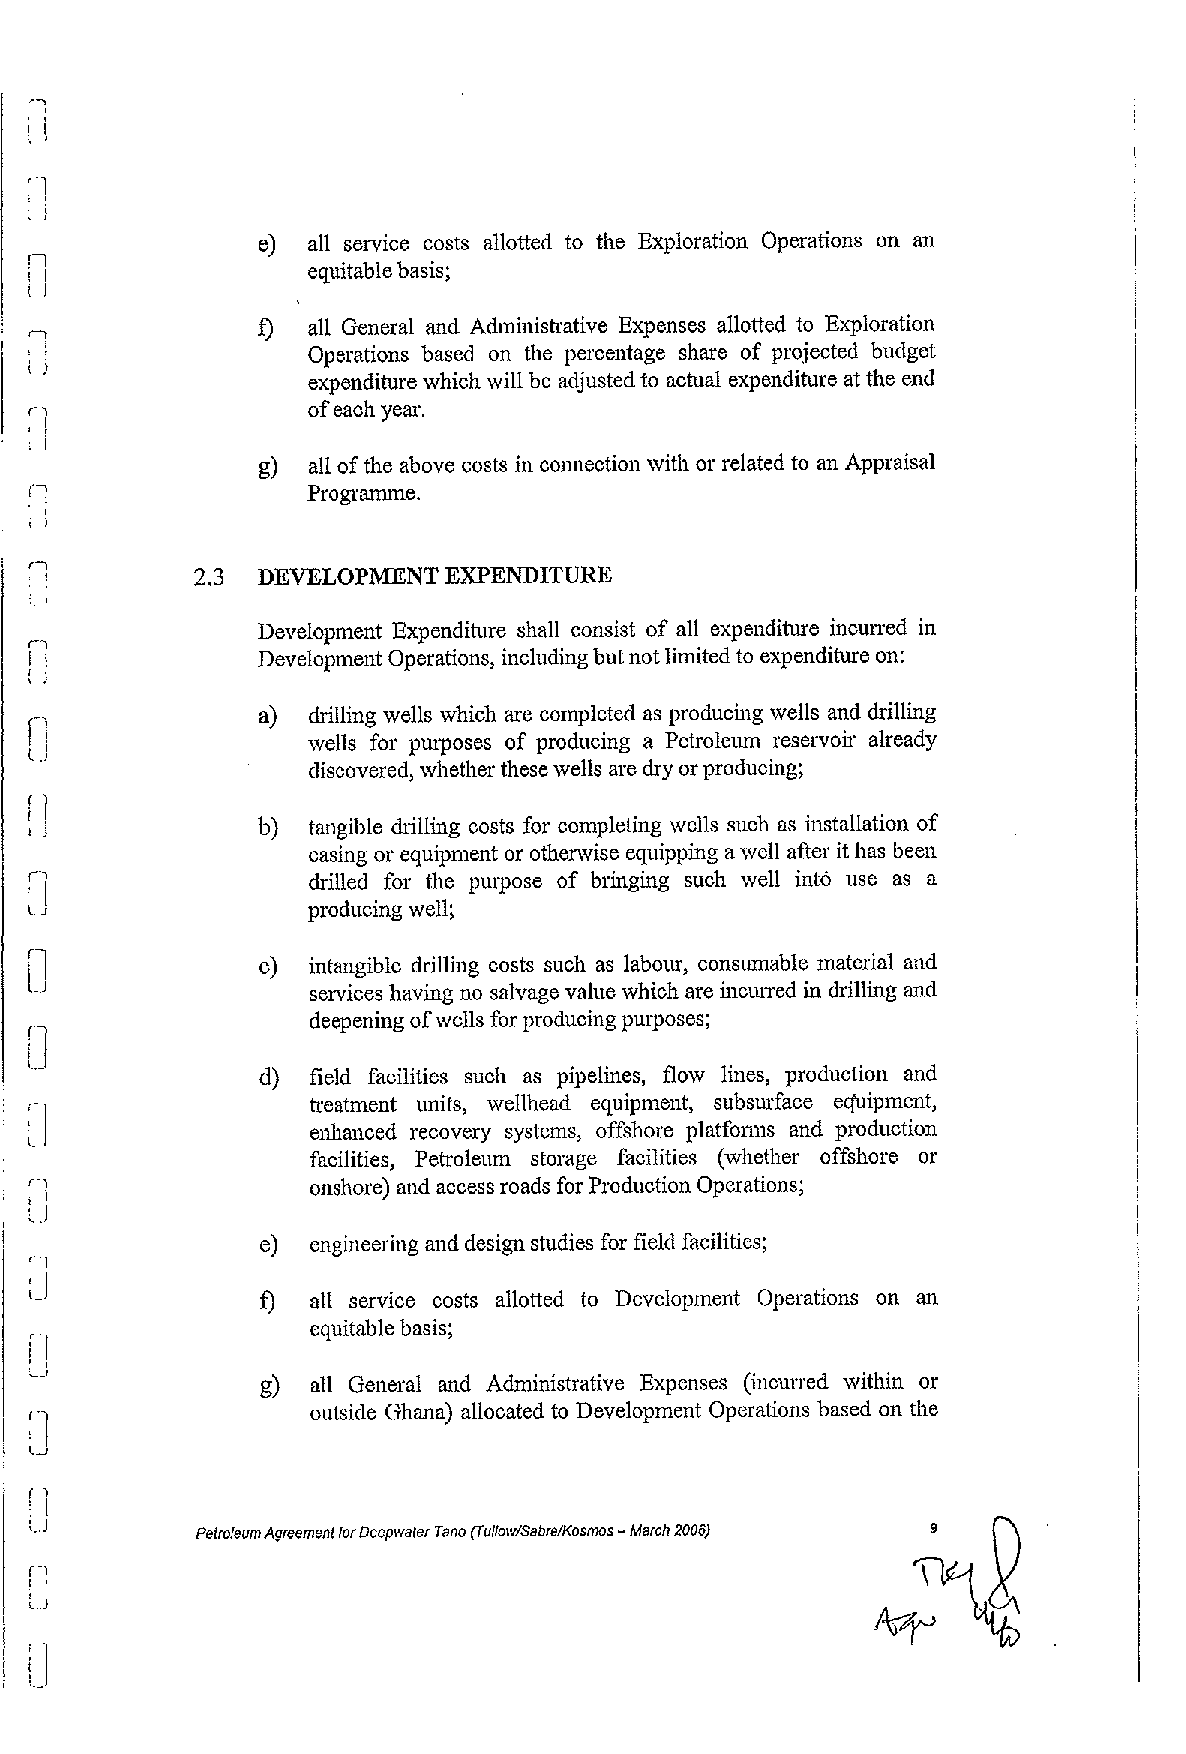 e) all service costs allotted to the Exploration Operations on an
equitable basis;
f) all General and Administrative Expenses allotted to Exploration
Operations based on the percentage share of projected budget
expenditure which will be adjusted to actual expenditure at the end
of each year.
g) all of the above costs in connection with or related to an Appraisal
Programme.
2.3 DEVELOPMENT EXPENDITURE
Development Expenditure shall consist of all expenditure incurred in
Development Operations, including but not limited to expenditure on:
a) drilling wells which are completed as producing wells and drilling
wells for purposes of producing a Petroleum reservoir already
discovered, whether these wells are dry or producing;
b) tangible drilling costs for completing wells such as installation of
casing or equipment or otherwise equipping a well after it has been
drilled for the purpose of bringing such well into use as a
producing well;
c) intangible drilling costs such as labour, consumable material and
services having no salvage value which are incurred in drilling and
deepening of wells for producing purposes;
d) field facilities such as pipelines, flow lines, production and
treatment units, wellhead equipment, subsurface equipment,
enhanced recovery systems, offshore platforms and production
facilities, Petroleum storage facilities (whether offshore or
onshore) and access roads for Production Operations;
e) engineering and design studies for field facilities;
f) all service costs allotted to Development Operations on an
equitable basis;
g) all General and Administrative Expenses (incurred within or
outside Ghana) allocated to Development Operations based on the
Petroleum Agreement for Deepwater Tano (Tullow/Sabre/Kosmos – March 2006) 9